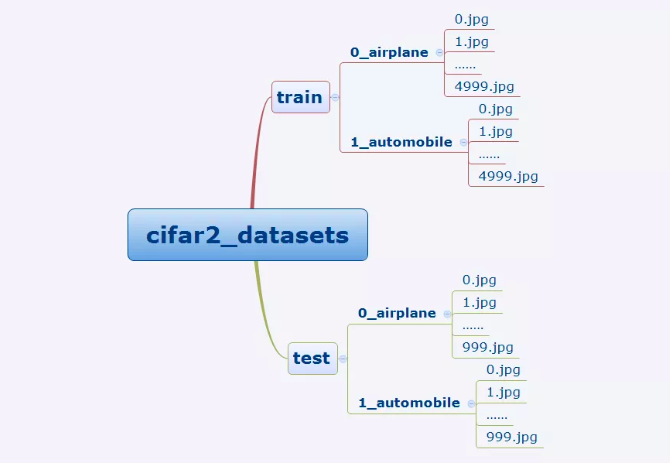 0.jpg
0_airplane
1.jpg
......
4999.jpg
train
0.jpg
1.jpg
1_automobile
......
4999.jpg
cifar2_datasets
0.jpg
1.jpg
0_airplane
......
999.jpg
test
0.jpg
1.jpg
1_automobile
......
999.jpg